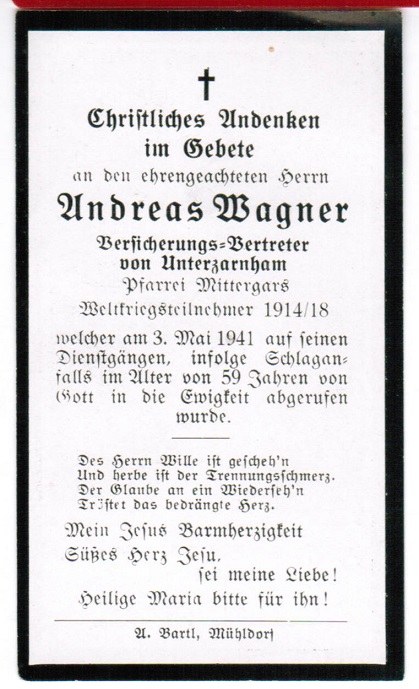 Christliches Andenken
im Gebete
an den ehrengeachteten Herrn
Andreas Wagner
Versicherungs-Vertreter
von Unterzarnham
Pfarrei Mittergars
Weltkriegsteilnehmer 1914/18
welcher am 3. Mai 1941 auf seinen
Dienstgängen, infolge Schlagan-
falls im Alter von 59 Jahren von
Gott in die Ewigkeit abgerufen
wurde.
Des Herrn Wille ist gescheh'n
Und herbe ist der Trennungsschmerz.
Der Glaube an ein Wiederseh'n
Tröstet das bedrängte Herz.
Mein Jesus Barmherzigkeit
Süßes Herz Jesu,
sei meine Liebe!
Heilige Maria bitte für ihn!
A. Bartl, Mühldorf